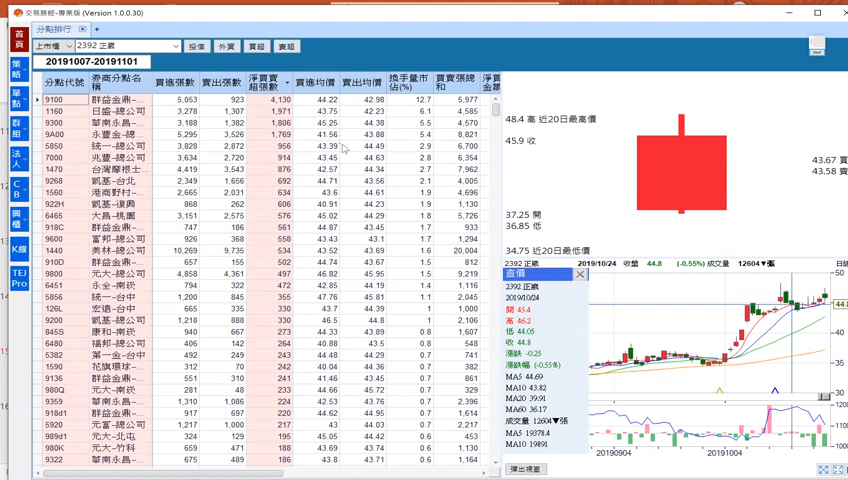 交易勝經-專業版 (Version 1.0.0.30)
首頁
策略
單點
群組
法人
CB
興櫃
K線
TEJ Pro
分點排行
上市櫃 2392 正崴 投信 外資 買超 賣超
20191007-20191101
分點代號 券商分點名稱 買進張數 賣出張數 淨買賣超張數 買進均價 賣出均價 換手量市佔(%) 買賣張總和 淨買金額
9100 群益金鼎-... 5,053 923 4,130 44.22 42.98 12.7 5,977
1160 日盛-總公司 3,278 1,307 1,971 43.75 42.23 6.1 4,585
9300 華南永昌-... 3,188 1,382 1,806 45.25 44.38 5.5 4,570
9A00 永豐金-總... 5,295 3,526 1,769 41.56 43.88 5.4 8,821
5850 統一-總公司 3,828 2,872 956 43.39 44.49 2.9 6,700
7000 兆豐-總公司 3,634 2,720 914 43.45 44.63 2.8 6,354
1470 台灣摩根士... 4,419 3,543 876 42.57 44.34 2.7 7,962
9268 凱基-台北 2,349 1,656 692 44.71 43.56 2.1 4,005
1560 港商野村-... 2,665 2,031 634 43.6 44.61 1.9 4,696
922H 凱基-復興 868 262 606 40.91 44.23 1.9 1,130
6465 大昌-桃園 3,151 2,575 576 45.02 44.29 1.8 5,726
918C 群益金鼎-... 747 186 561 44.87 43.45 1.7 933
9600 富邦-總公司 926 368 558 43.43 43.1 1.7 1,294
1440 美林-總公司 10,269 9,735 534 43.52 43.69 1.6 20,004
910D 群益金鼎-... 657 155 502 44.74 43.67 1.5 812
9800 元大-總公司 4,858 4,361 497 46.82 45.95 1.5 9,219
6451 永全-南崁 794 322 472 42.85 44.19 1.4 1,116
5856 統一-台中 1,200 845 355 47.76 45.81 1.1 2,045
126L 宏遠-台中 665 335 330 43.7 43.39 1 1,000
9200 凱基-總公司 1,218 888 330 46.5 44.8 1 2,106
845S 康和-南崁 940 667 273 44.33 43.89 0.8 1,607
6480 福邦-總公司 406 142 264 40.88 43.5 0.8 548
5382 第一金-台中 492 249 243 44.48 44.29 0.7 741
1590 花旗環球-... 312 70 242 40.04 44.36 0.7 382
9136 群益金鼎-... 551 310 241 41.46 43.85 0.7 861
980Q 元大-南崁 281 48 233 44.66 45.72 0.7 330
9359 華南永昌-... 1,310 1,086 224 42.53 43.76 0.7 2,396
918d1 群益金鼎-... 917 697 220 44.62 44.95 0.7 1,614
5920 元富-總公司 1,217 1,000 217 43 44.03 0.7 2,217
989d1 元大-北屯 324 129 195 45.05 44.42 0.6 453
980K 元大-竹科 659 471 188 43.69 43.74 0.6 1,130
9322 華南永昌-... 675 489 186 43.8 43.71 0.6 1,164
48.4 高 近20日最高價
45.9 收
43.67 買
43.58 賣
37.25 開
36.85 低
34.75 近20日最低價
2392 正崴 2019/10/24 收盤 44.8 (-0.55%) 成交量 12604▼張 日線
查價
2392 正崴
2019/10/24
開 45.4
高 46.2
低 44.05
收 44.8
漲跌 -0.25
漲跌幅 (-0.55%)
MA5 44.69
MA10 43.82
MA20 39.91
MA60 36.17
成交量 12604▼張
MA5 19378.4
MA10 19891
50
44.8
40
35
30
20190904 20191004
彈出視窗